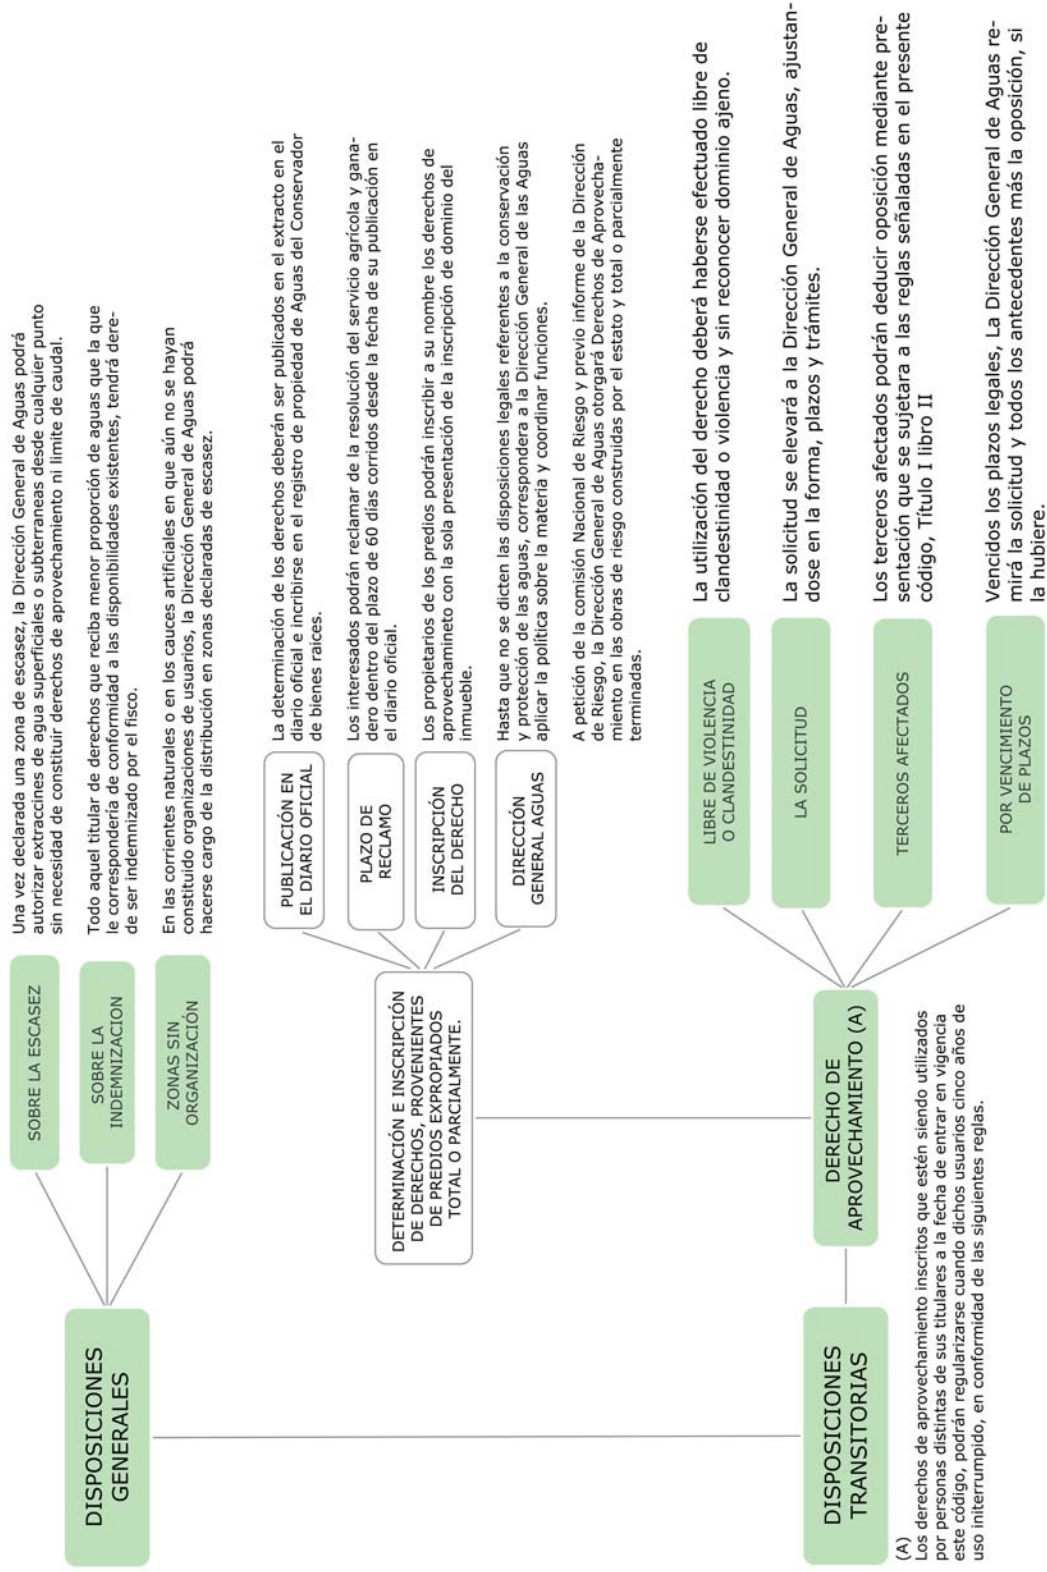 DISPOSICIONES
GENERALES
SOBRE LA ESCASEZ
Una vez declarada una zona de escasez, la Dirección General de Aguas podrá
autorizar extraccines de agua superficiales o subterraneas desde cualquier punto
sin necesidad de constituir derechos de aprovechamiento ni limite de caudal.
SOBRE LA
INDEMNIZACION
Todo aquel titular de derechos que reciba menor proporción de aguas que la que
le correspondería de conformidad a las disponibilidades existentes, tendrá dere-
de ser indemnizado por el fisco.
ZONAS SIN
ORGANIZACIÓN
En las corrientes naturales o en los cauces artificiales en que aún no se hayan
constituido organizaciones de usuarios, la Dirección General de Aguas podrá
hacerse cargo de la distribución en zonas declaradas de escasez.
DETERMINACIÓN E INSCRIPCIÓN
DE DERECHOS, PROVENIENTES
DE PREDIOS EXPROPIADOS
TOTAL O PARCIALMENTE.
PUBLICACIÓN EN
EL DIARIO OFICIAL
La determinación de los derechos deberán ser publicados en el extracto en el
diario oficial e incribirse en el registro de propiedad de Aguas del Conservador
de bienes raices.
PLAZO DE
RECLAMO
Los interesados podrán reclamar de la resolución del servicio agrícola y gana-
dero dentro del plazo de 60 días corridos desde la fecha de su publicación en
el diario oficial.
INSCRIPCIÓN
DEL DERECHO
Los propietarios de los predios podrán inscribir a su nombre los derechos de
aprovechamineto con la sola presentación de la inscripción de dominio del
inmueble.
DIRECCIÓN
GENERAL AGUAS
Hasta que no se dicten las disposiciones legales referentes a la conservación
y protección de las aguas, correspondera a la Dirección General de las Aguas
aplicar la política sobre la materia y coordinar funciones.
A petición de la comisión Nacional de Riesgo y previo informe de la Dirección
de Riesgo, la Dirección General de Aguas otorgará Derechos de Aprovecha-
miento en las obras de riesgo construidas por el estato y total o parcialmente
terminadas.
DISPOSICIONES
TRANSITORIAS
DERECHO DE
APROVECHAMIENTO (A)
LIBRE DE VIOLENCIA
O CLANDESTINIDAD
La utilización del derecho deberá haberse efectuado libre de
clandestinidad o violencia y sin reconocer dominio ajeno.
LA SOLICITUD
La solicitud se elevará a la Dirección General de Aguas, ajustan-
dose en la forma, plazos y trámites.
TERCEROS AFECTADOS
Los terceros afectados podrán deducir oposición mediante pre-
sentación que se sujetara a las reglas señaladas en el presente
código, Título I libro II
POR VENCIMIENTO
DE PLAZOS
Vencidos los plazos legales, La Dirección General de Aguas re-
mirá la solicitud y todos los antecedentes más la oposición, si
la hubiere.
(A)
Los derechos de aprovechamiento inscritos que estén siendo utilizados
por personas distintas de sus titulares a la fecha de entrar en vigencia
este código, podrán regularizarse cuando dichos usuarios cinco años de
uso initerrumpido, en conformidad de las siguientes reglas.